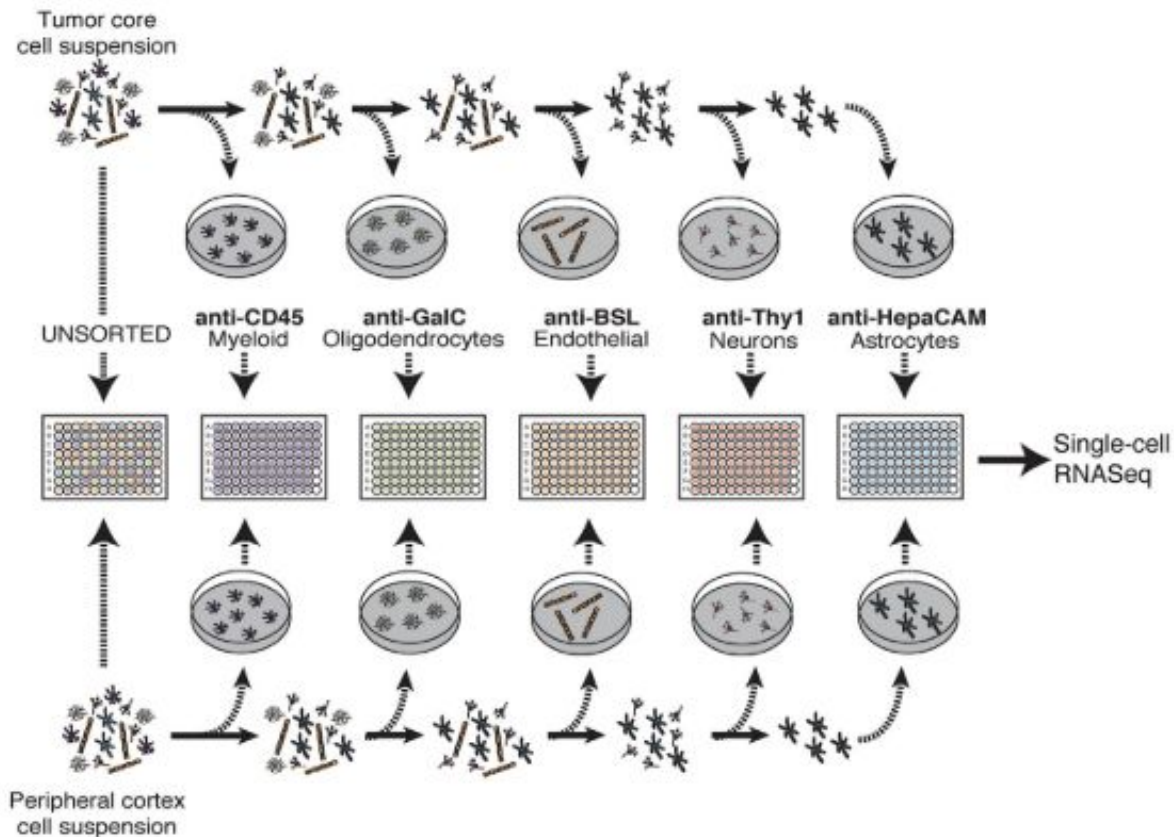 Tumor core
cell suspension
UNSORTED
anti-CD45
Myeloid
anti-GalC
Oligodendrocytes
anti-BSL
Endothelial
anti-Thy1
Neurons
anti-HepaCAM
Astrocytes
Single-cell
RNASeq
Peripheral cortex
cell suspension